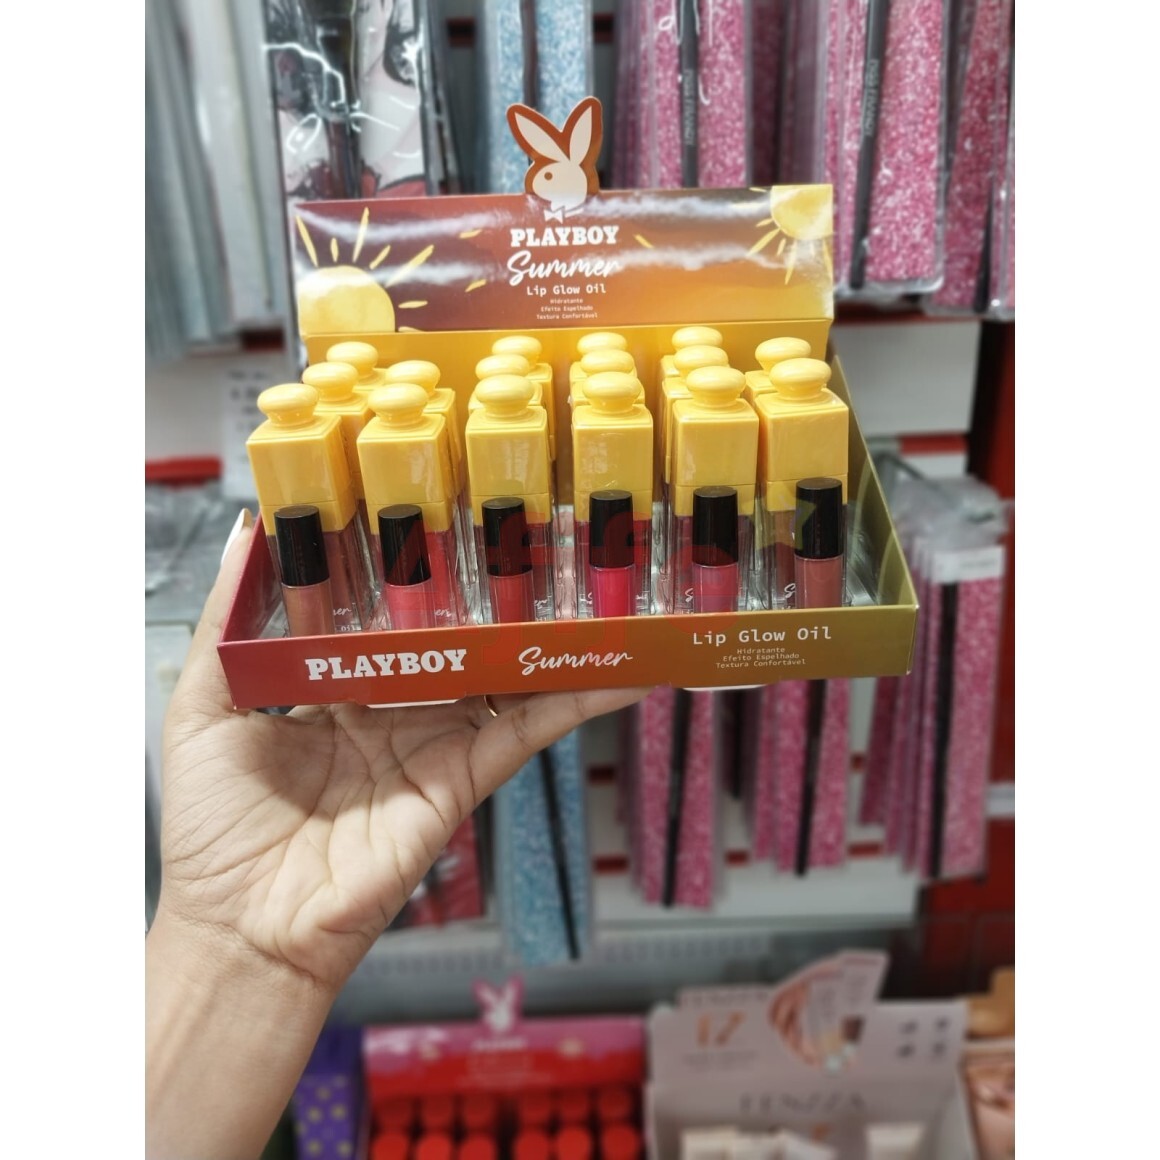 PLAYBOY
Summer
Lip Glow Oil
Hidratante
Efeito Espelhado
Textura Confortável
PLAYBOY
Summer
Lip Glow Oil
Hidratante
Efeito Espelhado
Textura Confortável